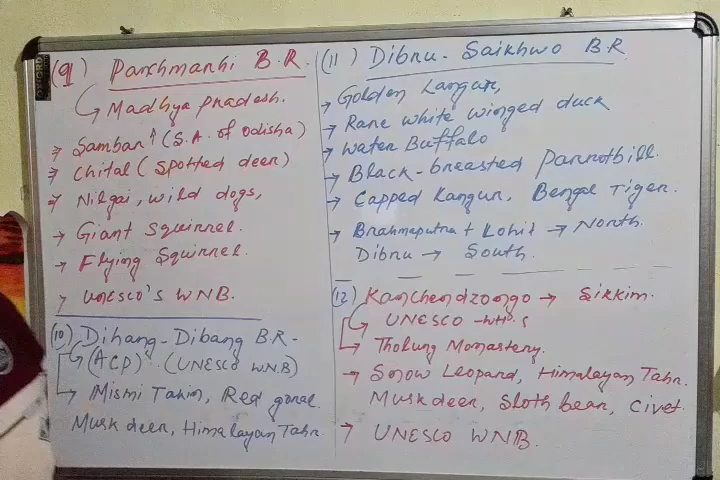 (9) Panchmanhi B.R.
Madhya Pradesh.
→ Sambar ↑ (S.A. of Odisha)
→ Chital (Spotted deer)
→ Nilgai, wild dogs,
→ Giant Squirrel.
→ Flying Squirrel.
→ UNESCO's WNB.
(10) Dihang-Dibang B.R-
(ACP) (UNESCO WNB)
→ Mismi Takin, Red goral
Musk deer, Himalayan Tahr
(11) Dibru-Saikhwo B.R.
→ Golden Langur,
→ Rare white winged duck
→ Water Buffalo
→ Black-breasted parrotbill.
→ Capped Langur, Bengal Tiger.
→ Brahmaputra + Lohit → North
Dibru → South.
(12) Kanchendzongo → Sikkim.
UNESCO -WH.S
Tholung Monastery.
→ Snow Leopard, Himalayan Tahr.
Musk deer, Sloth bear, Civet
→ UNESCO WNB.